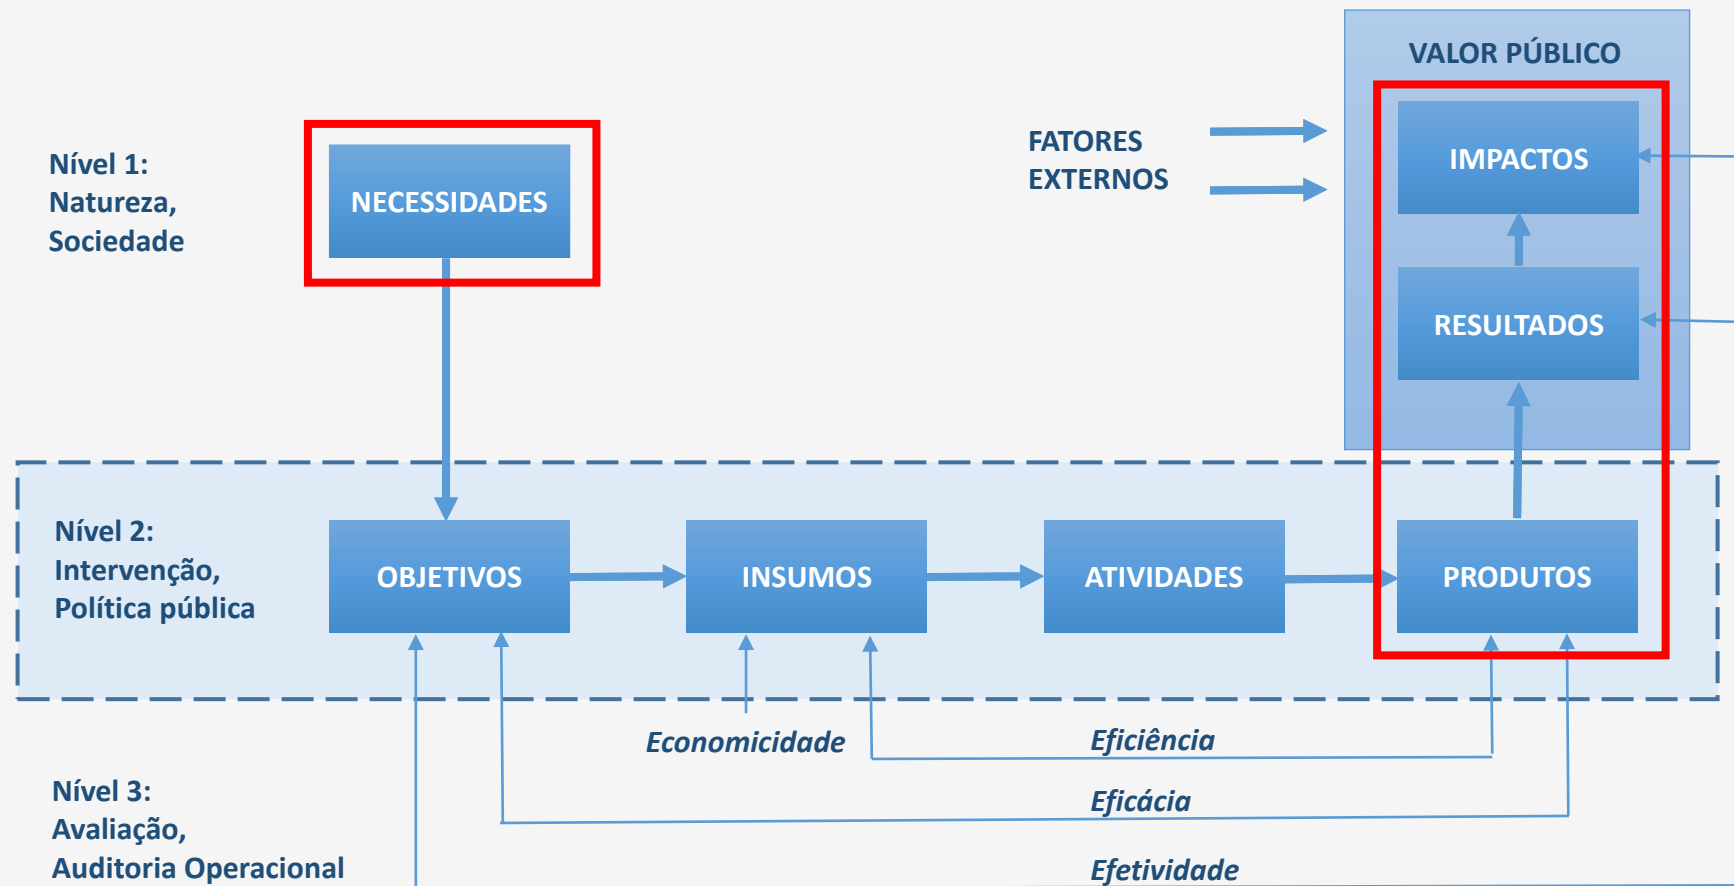 VALOR PÚBLICO
Nível 1:
Natureza,
Sociedade
NECESSIDADES
FATORES
EXTERNOS
IMPACTOS
RESULTADOS
Nível 2:
Intervenção,
Política pública
OBJETIVOS
INSUMOS
ATIVIDADES
PRODUTOS
Economicidade
Eficiência
Nível 3:
Avaliação,
Auditoria Operacional
Eficácia
Efetividade